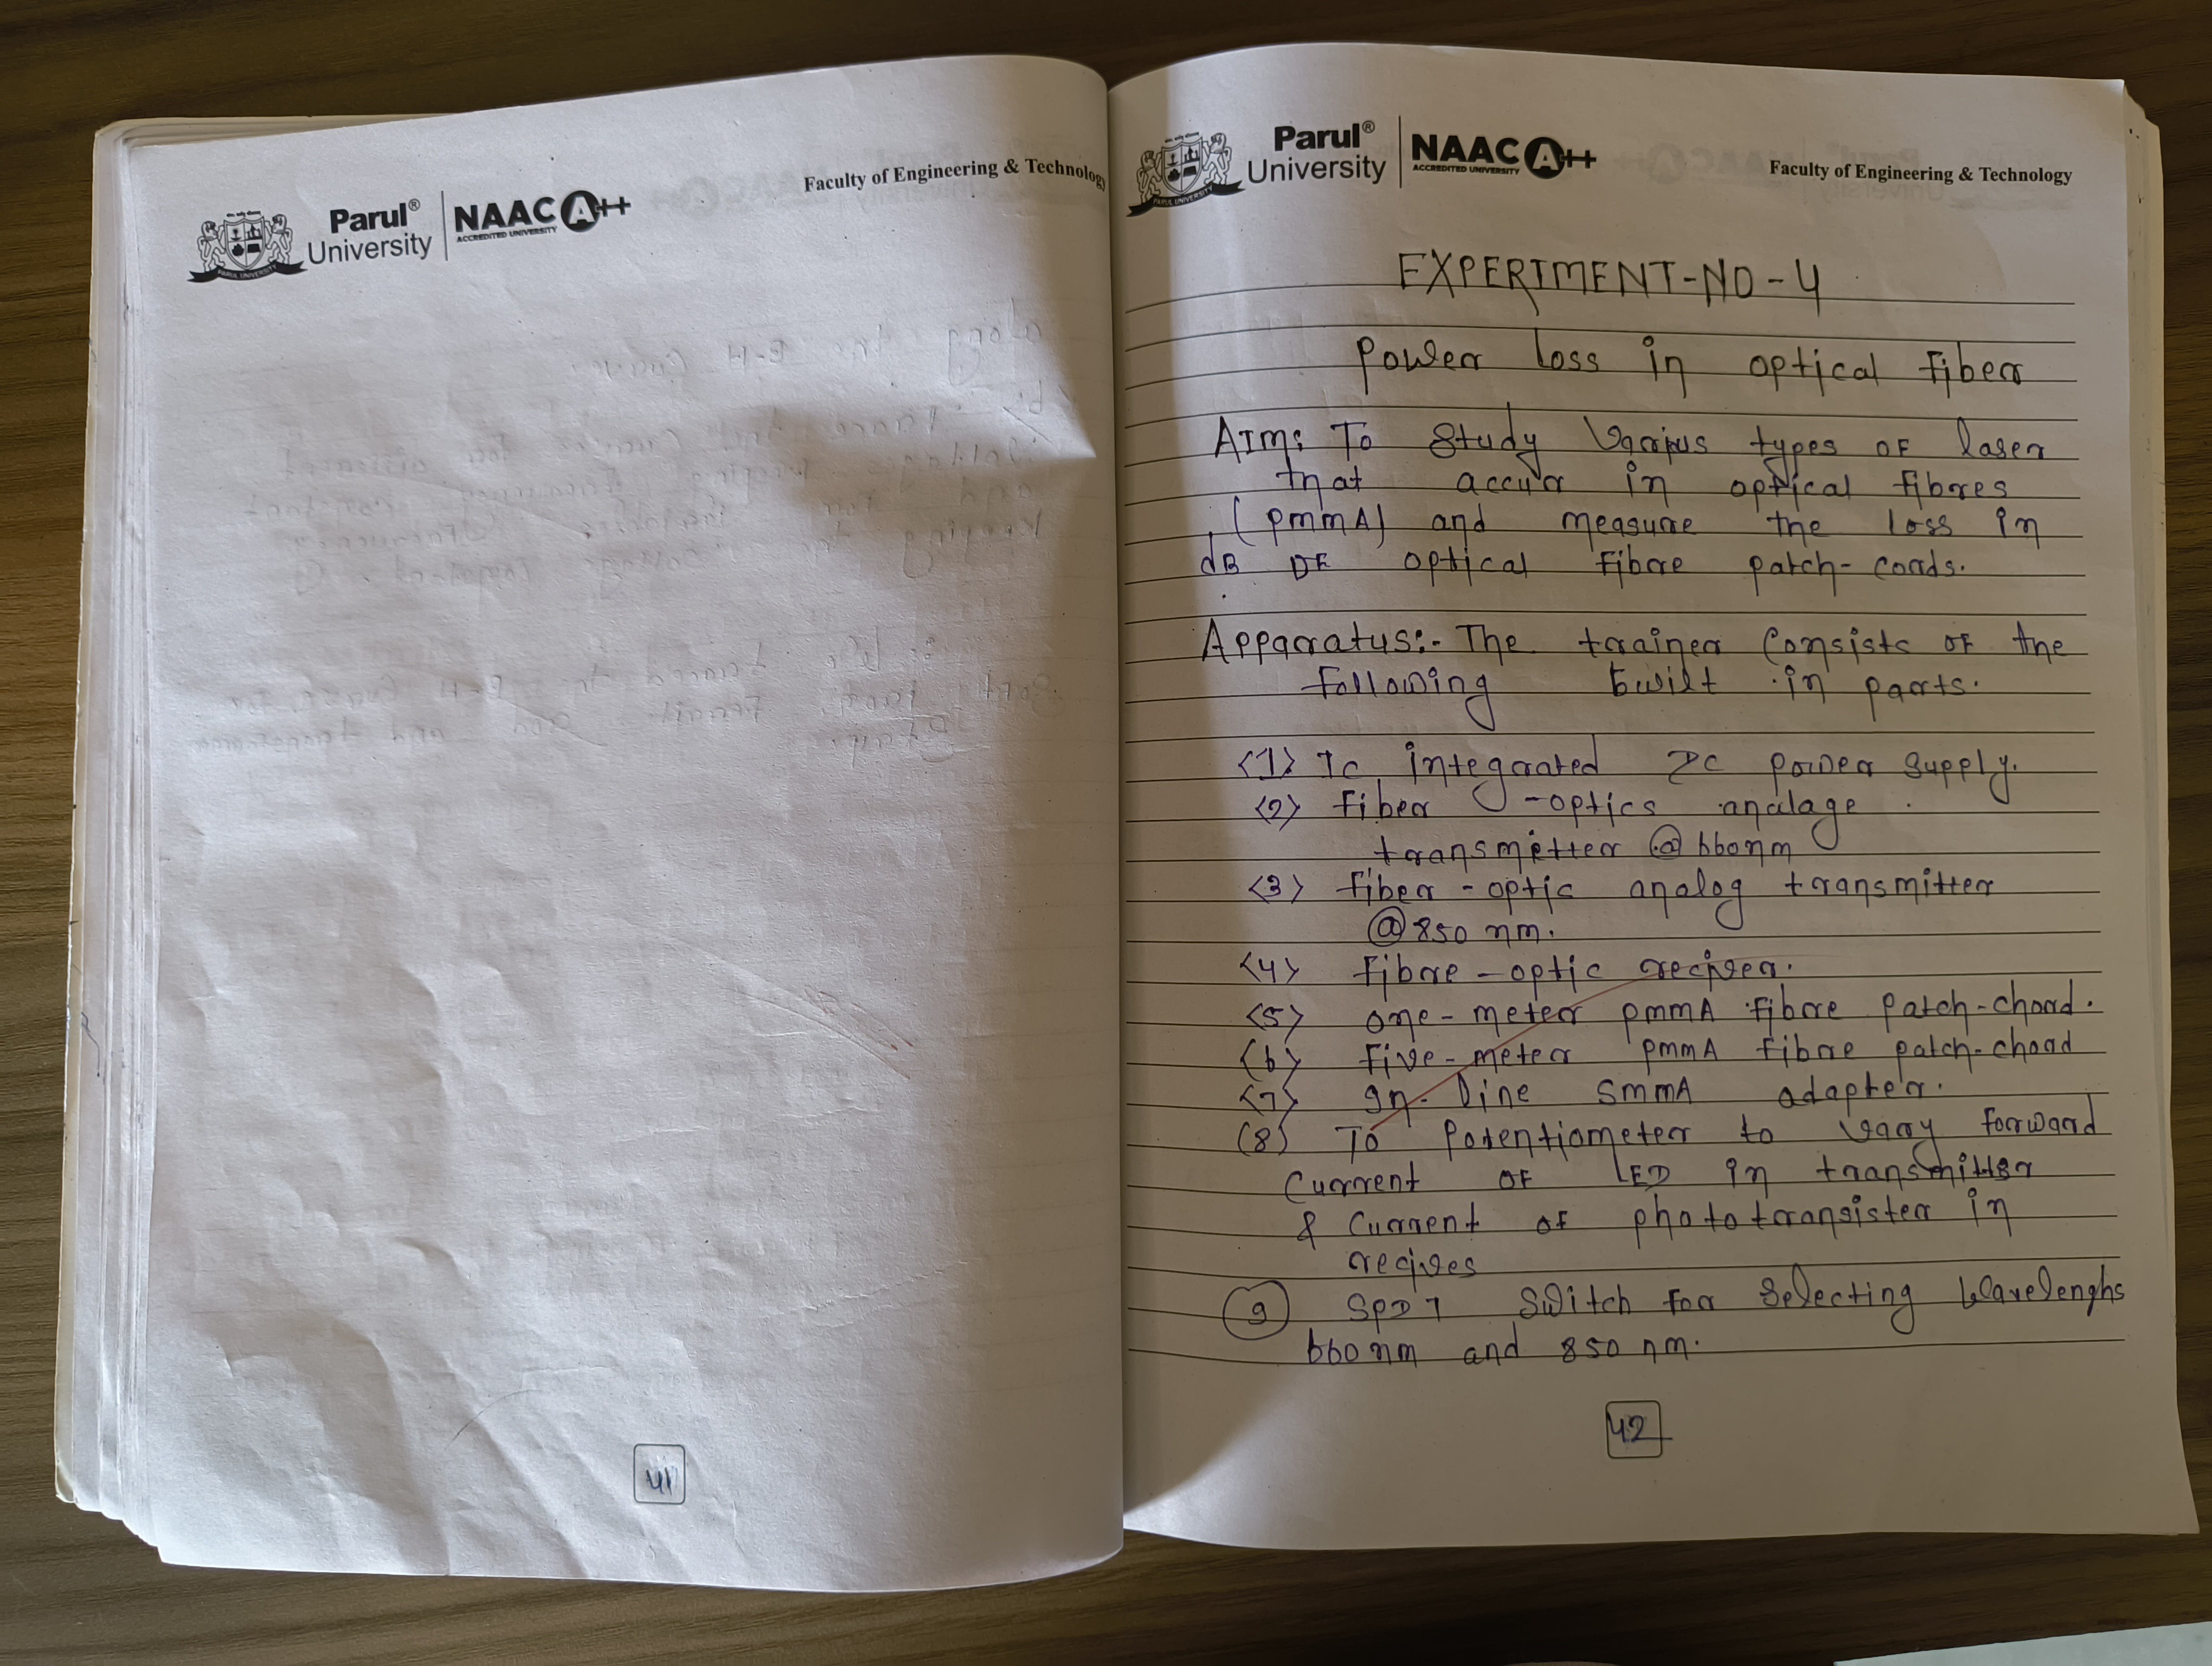 Faculty of Engineering & Technology
Parul®
University
NAAC A++
ACCREDITED UNIVERSITY
PARUL UNIVERSITY
41
Parul®
University
NAAC A++
ACCREDITED UNIVERSITY
PARUL UNIVERSITY
Faculty of Engineering & Technology
EXPERIMENT-NO-4
Power loss in optical fiber
AIM: To Study Various types of laser
that accur in optical fibres
(PMMA) and measure the loss in
dB OF optical fibre patch-cords.
Apparatus:- The trainer Consists of the
following built in parts.
<1> Ic integrated DC power supply.
<2> fiber -optics analage
transmetter @ 660nm
<3> fiber-optic analog transmitter
@ 850 nm.
<4> fibre-optic reciver.
<5> one-meter PMMA fibre patch-chord.
<6> five-meter PMMA fibre patch-chord
<7> In-line SMMA adapter.
(8) To Potentiometer to vary forward
Current of LED in transmitter
& Current of phototransister in
recives
9 SPDT Switch for Selecting Wavelenghs
660 nm and 850 nm.
42